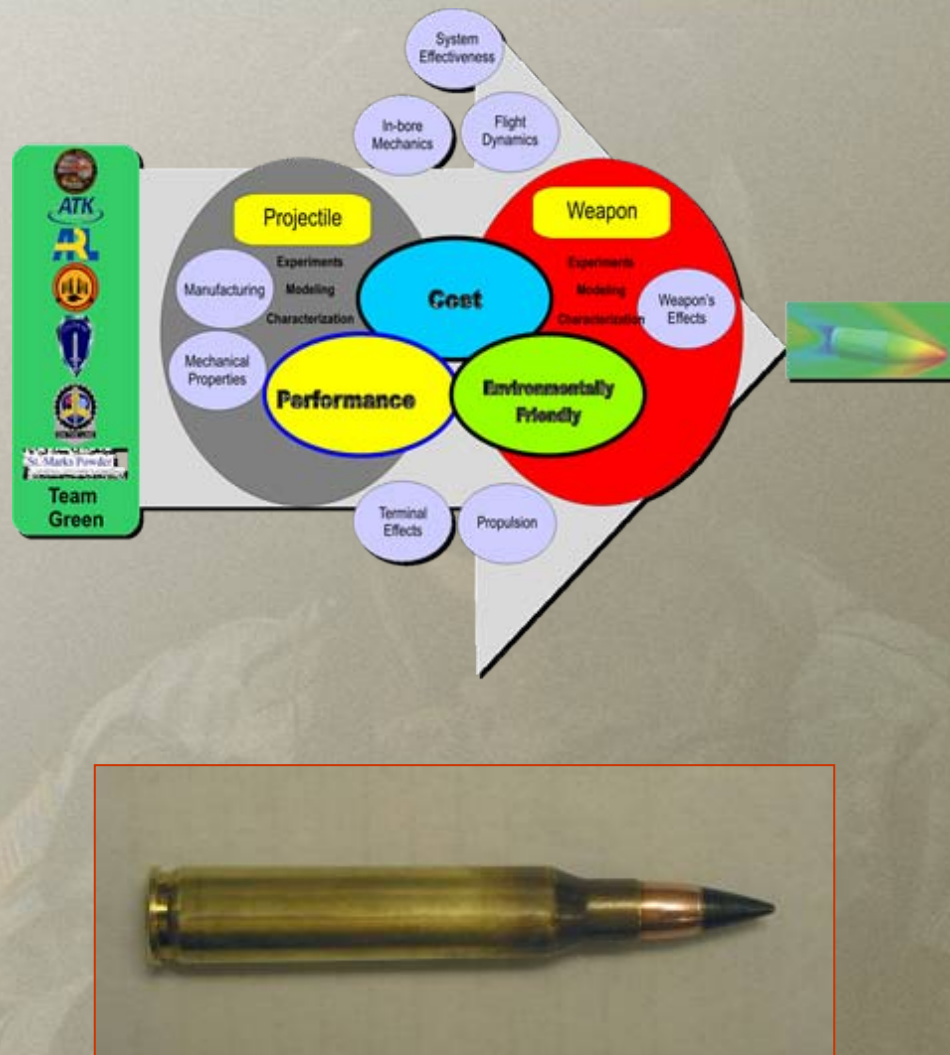 System
Effectiveness
In-bore
Mechanics
Flight
Dynamics
ATK
ARL
St. Marks Powder
Team
Green
Projectile
Experiments
Modeling
Characterization
Manufacturing
Mechanical
Properties
Cost
Performance
Environmentally
Friendly
Weapon
Experiments
Modeling
Characterization
Weapon's
Effects
Terminal
Effects
Propulsion